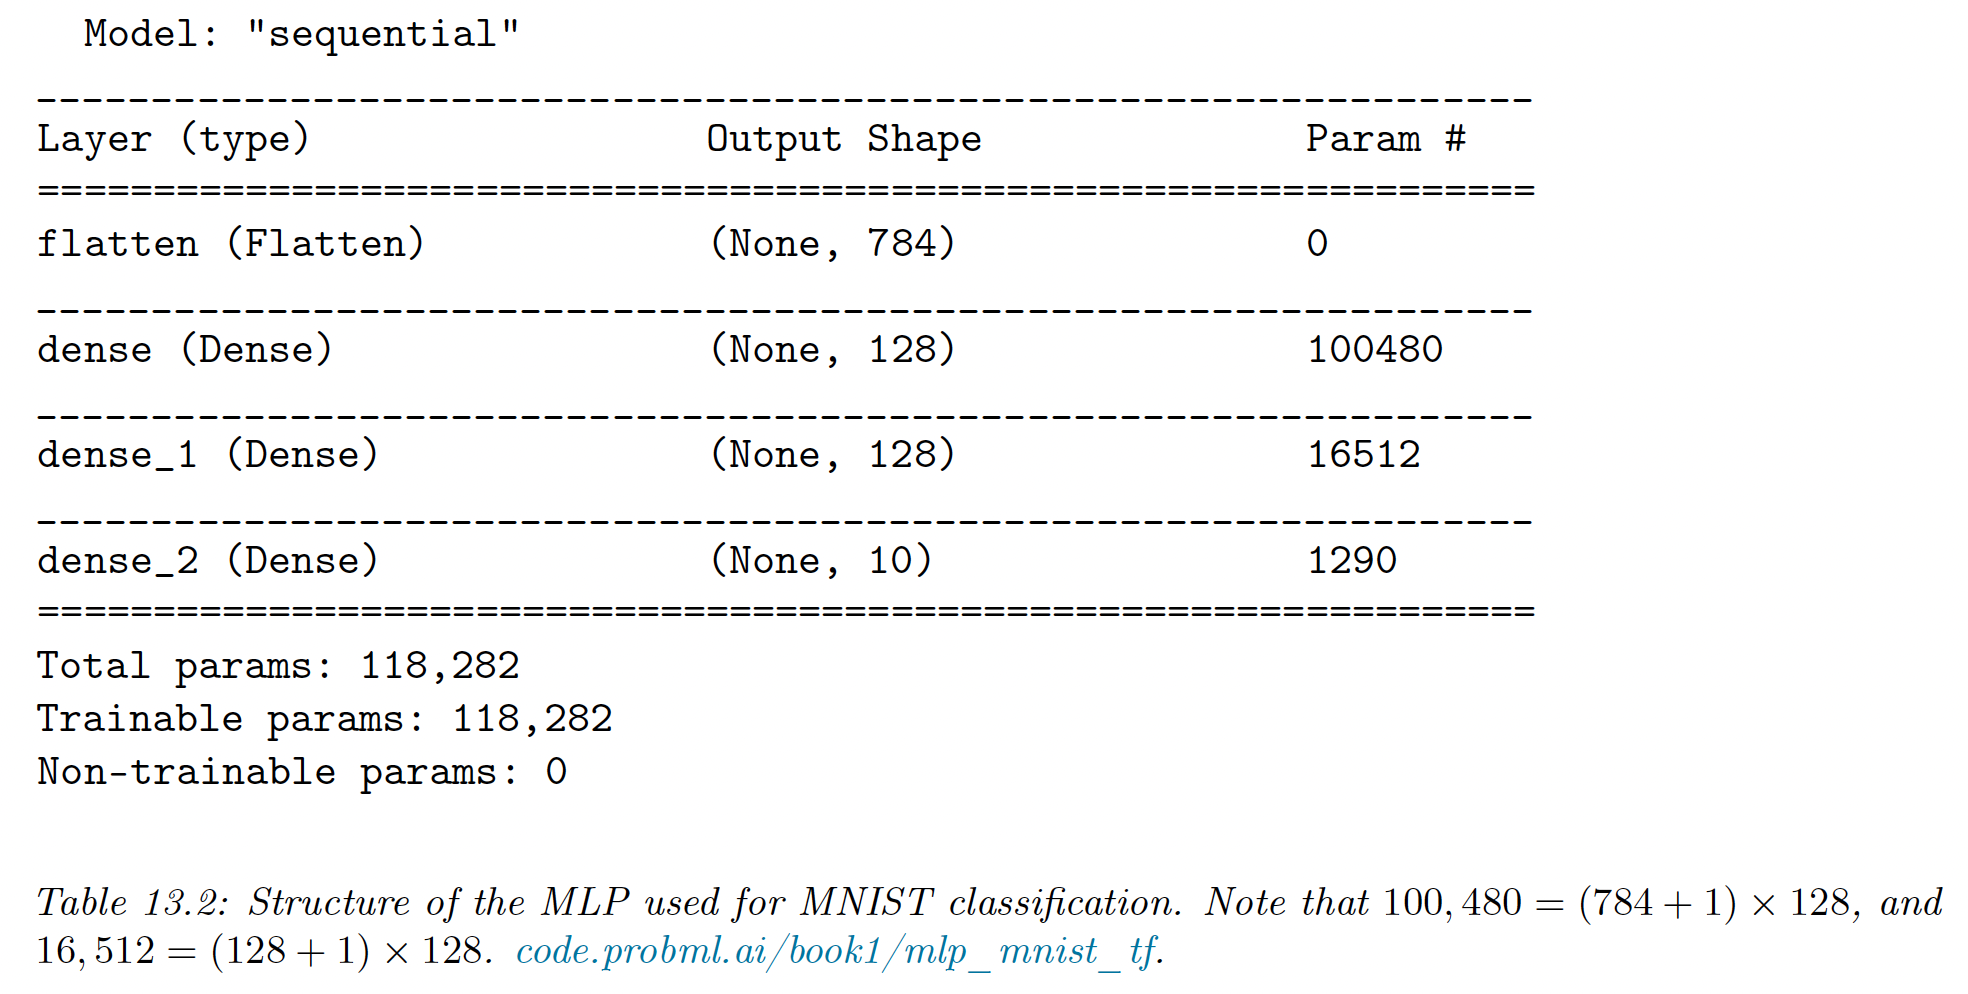 Model: "sequential"
_________________________________________________________________
Layer (type)                 Output Shape              Param #
=================================================================
flatten (Flatten)            (None, 784)               0
_________________________________________________________________
dense (Dense)                (None, 128)               100480
_________________________________________________________________
dense_1 (Dense)              (None, 128)               16512
_________________________________________________________________
dense_2 (Dense)              (None, 10)                1290
=================================================================
Total params: 118,282
Trainable params: 118,282
Non-trainable params: 0
Table 13.2: Structure of the MLP used for MNIST classification. Note that 100, 480 = (784 + 1) × 128, and
16, 512 = (128 + 1) × 128. code.probml.ai/book1/mlp_mnist_tf.